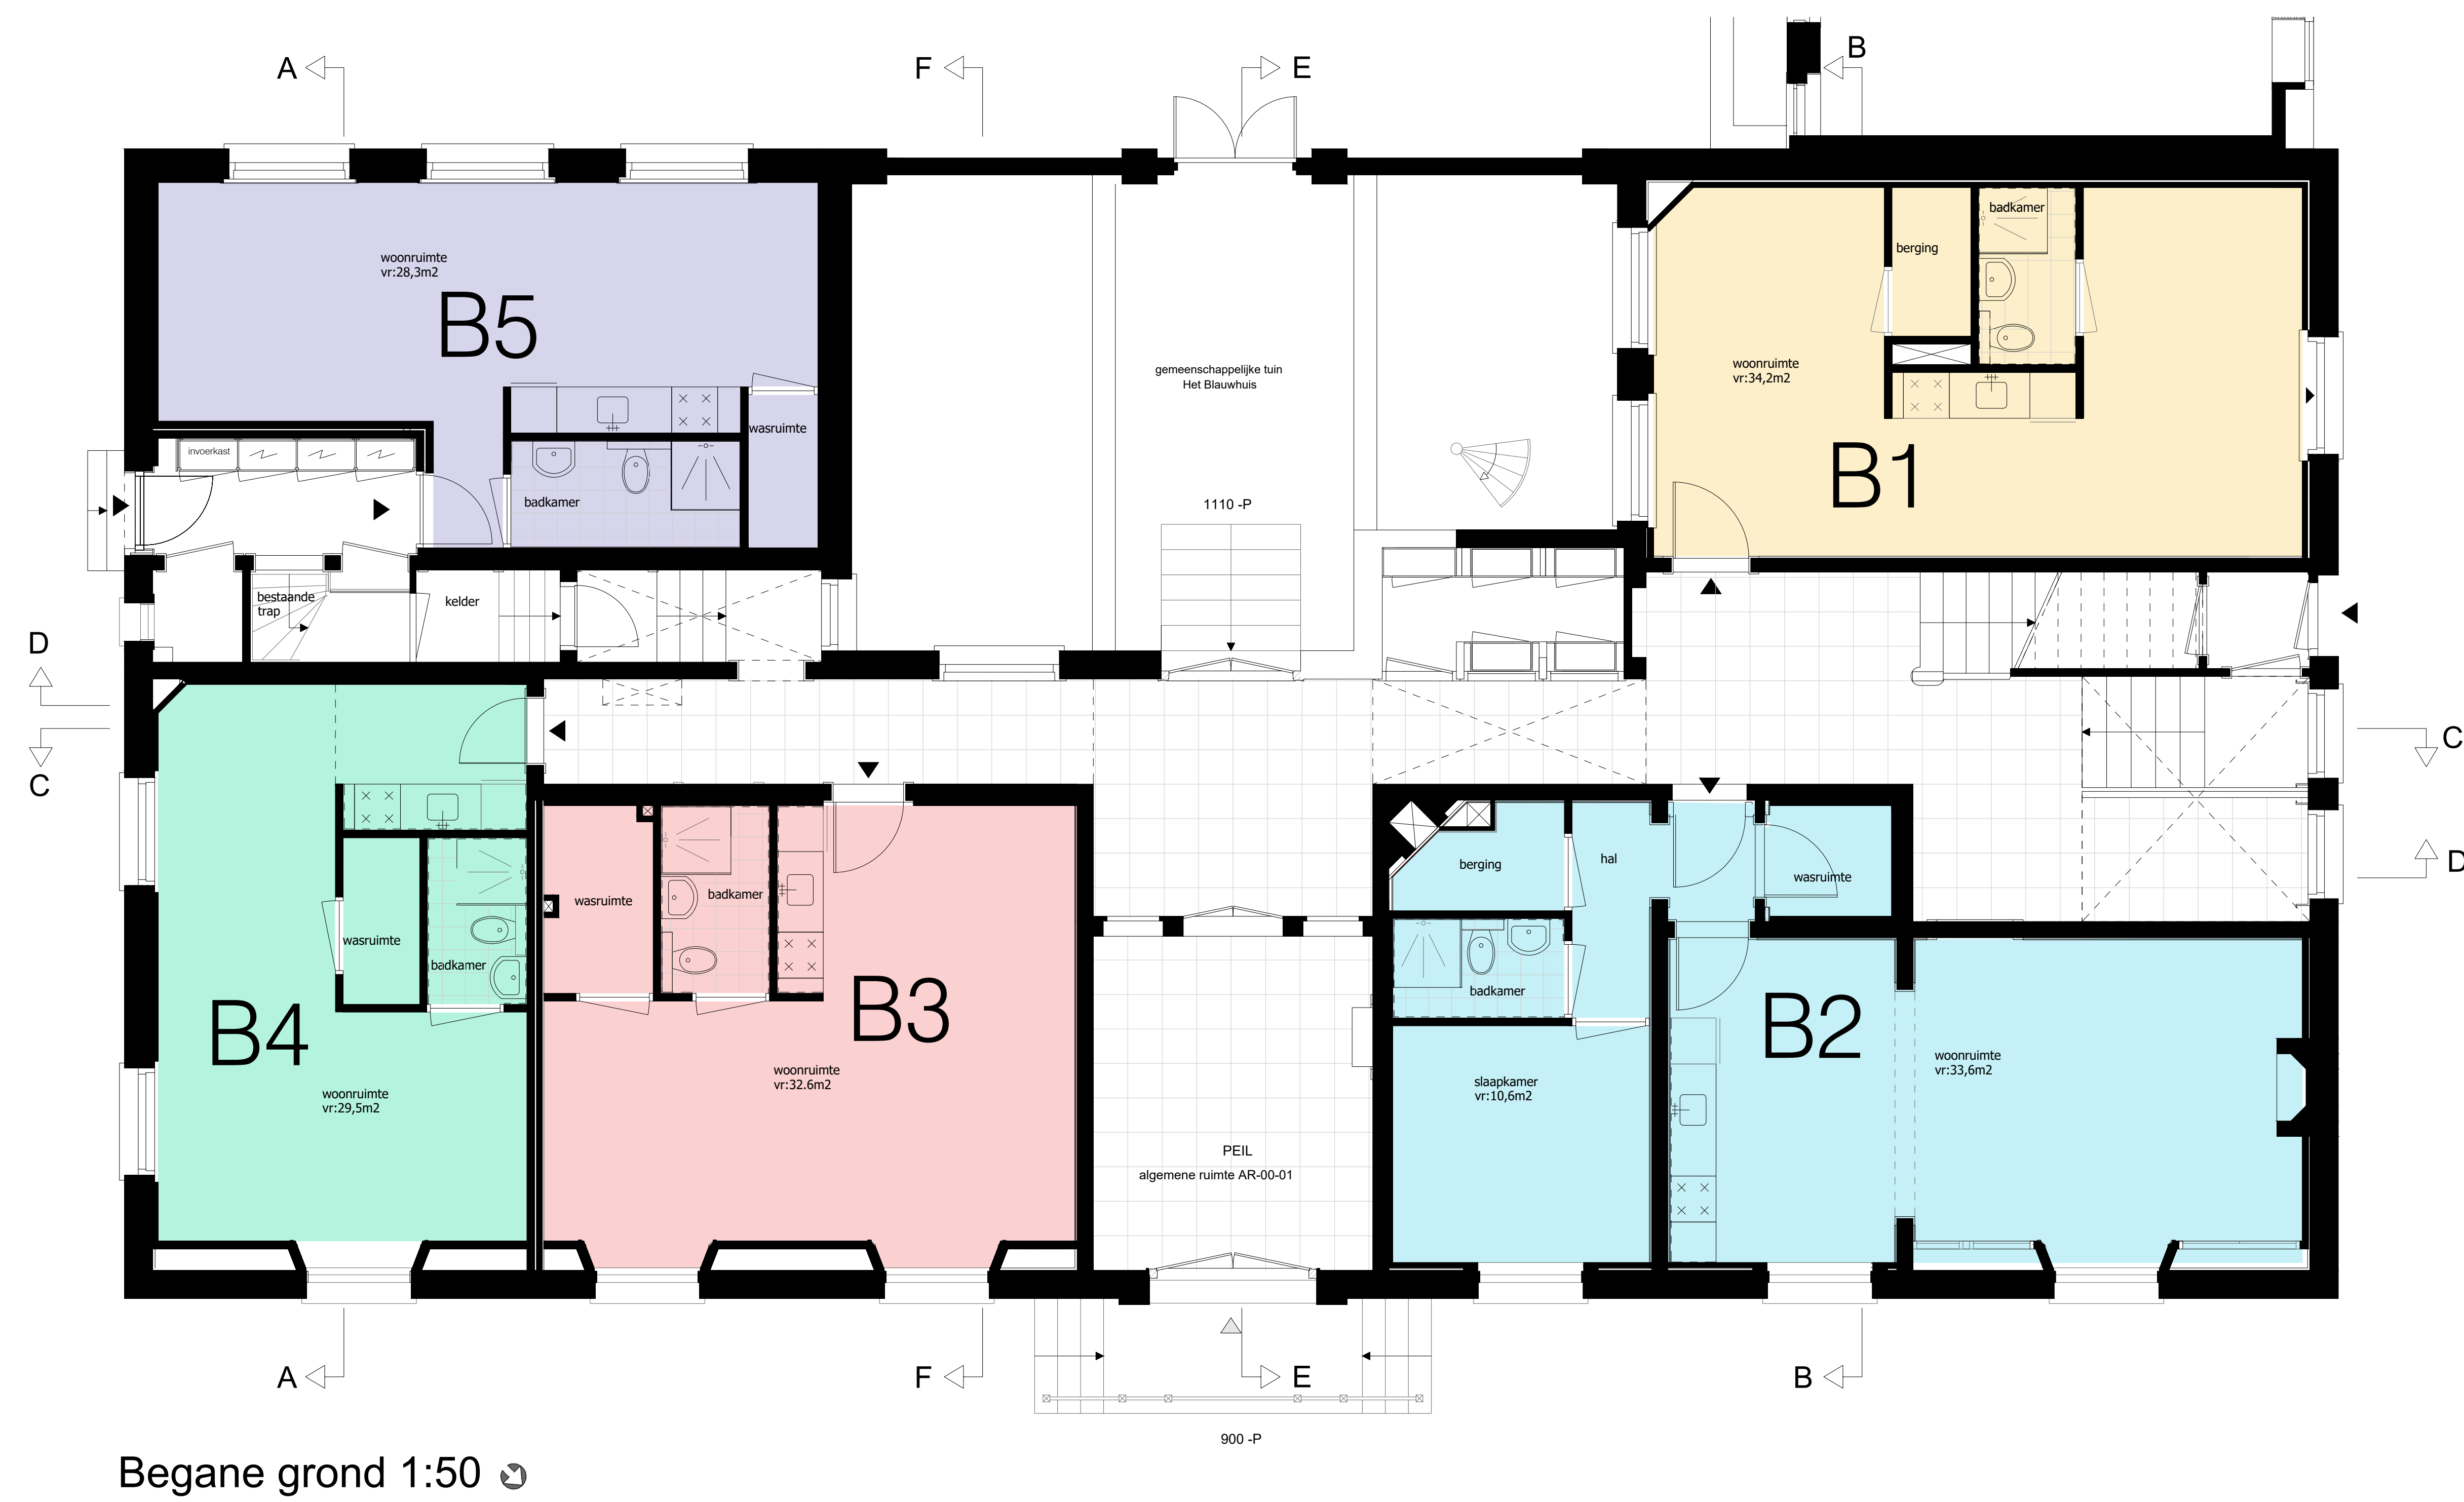 A
F
E
B
woonruimte
vr:28,3m2
B5
wasruimte
invoerkast
badkamer
bestaande
trap
kelder
gemeenschappelijke tuin
Het Blauwhuis
1110 -P
badkamer
berging
woonruimte
vr:34,2m2
B1
D
C
C
D
wasruimte
badkamer
B4
woonruimte
vr:29,5m2
wasruimte
badkamer
B3
woonruimte
vr:32.6m2
PEIL
algemene ruimte AR-00-01
berging
hal
wasruimte
badkamer
B2
slaapkamer
vr:10,6m2
woonruimte
vr:33,6m2
A
F
E
B
900 -P
Begane grond 1:50